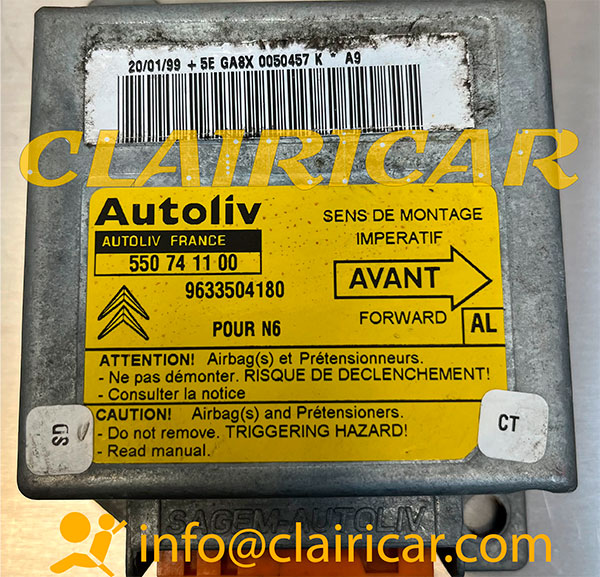 20/01/99 + 5E GA8X 0050457 K * A9
CLAIRICAR
Autoliv
AUTOLIV FRANCE
550 74 11 00
9633504180
POUR N6
SENS DE MONTAGE
IMPERATIF
AVANT
FORWARD
AL
ATTENTION! Airbag(s) et Prétensionneurs.
- Ne pas démonter. RISQUE DE DECLENCHEMENT!
- Consulter la notice
CAUTION! Airbag(s) and Prétensioners.
- Do not remove. TRIGGERING HAZARD!
- Read manual.
GS
CT
SAGEM-AUTOLIV
info@clairicar.com